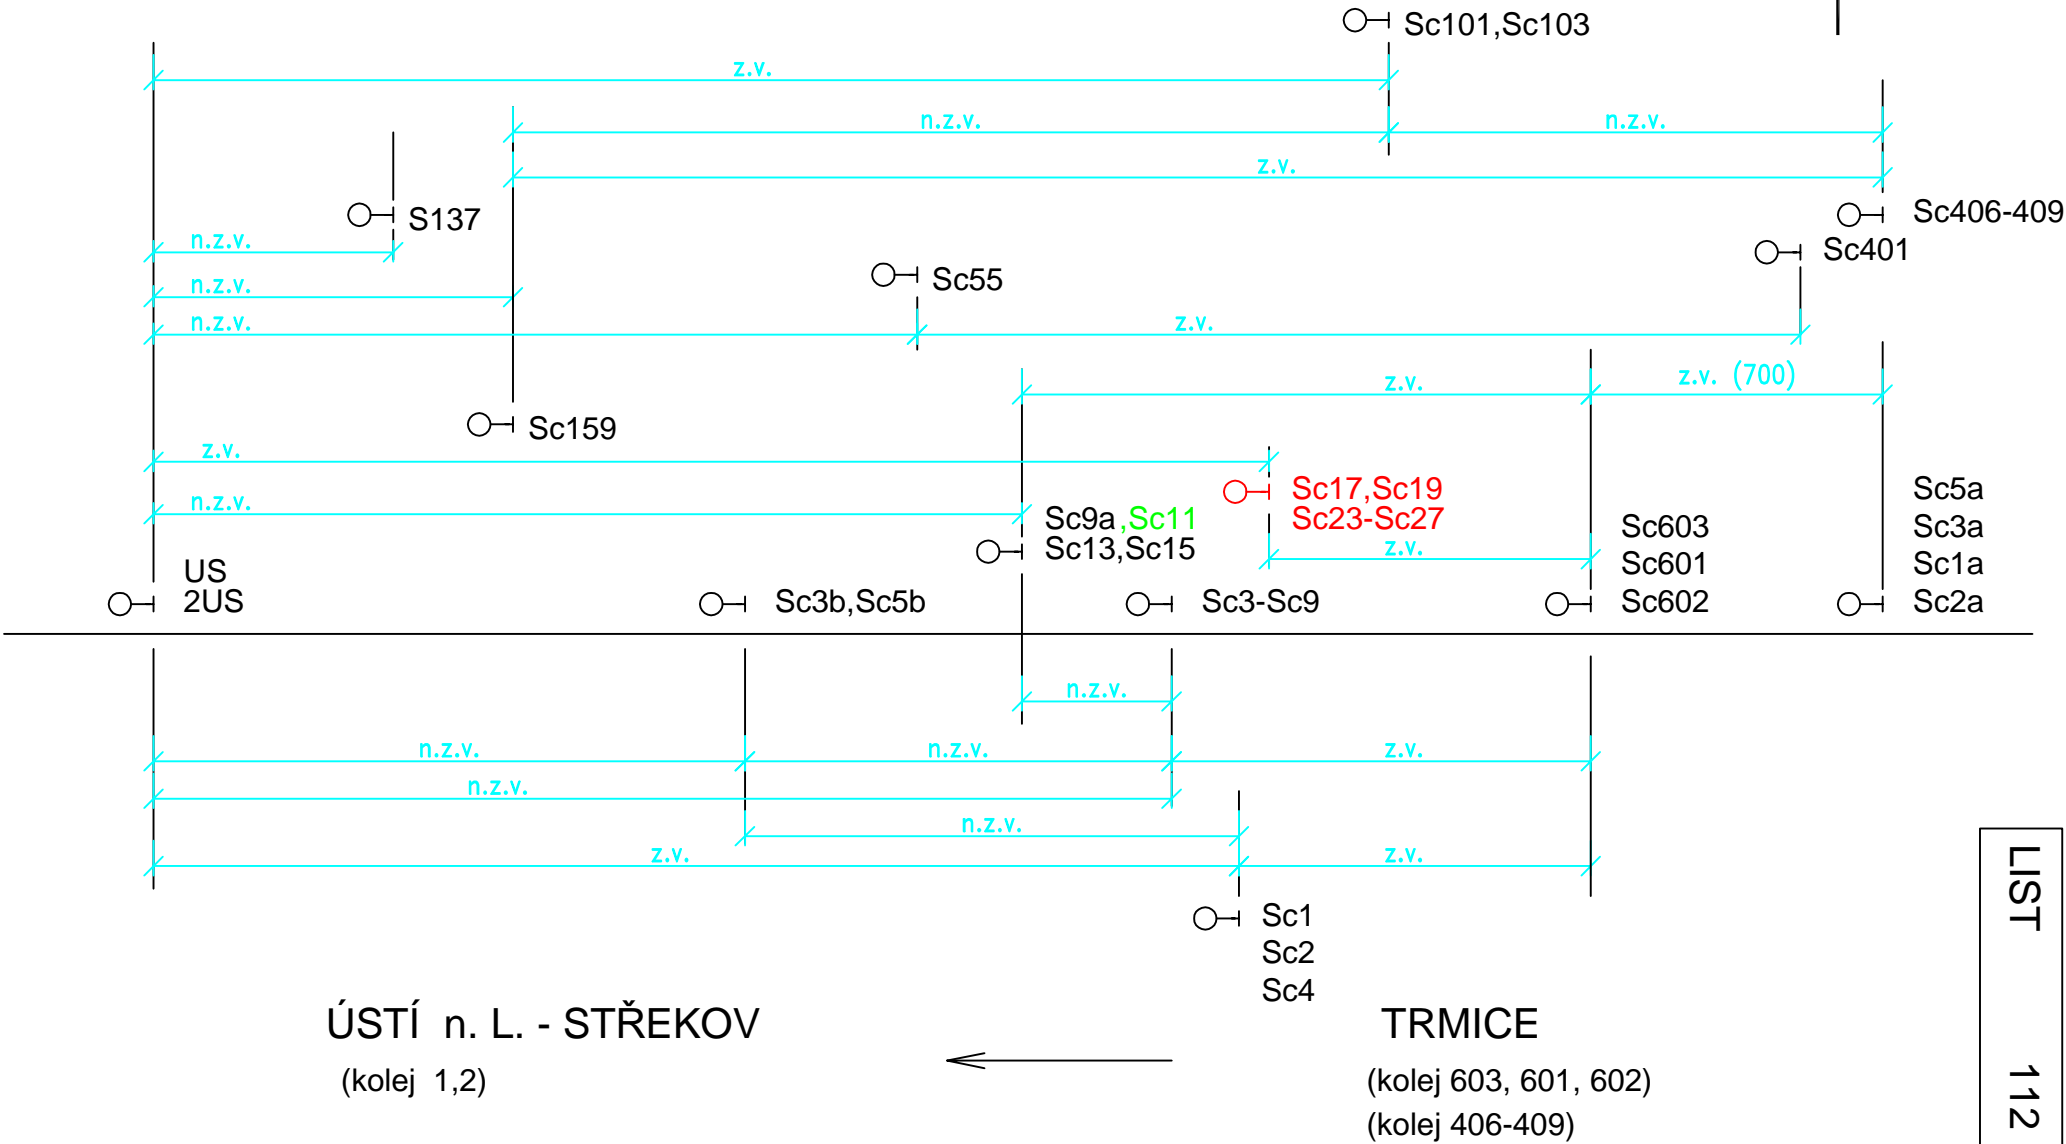 Sc101,Sc103
z.v.
n.z.v.
n.z.v.
z.v.
S137
Sc406-409
n.z.v.
Sc401
Sc55
n.z.v.
n.z.v.
z.v.
z.v.
z.v. (700)
Sc159
z.v.
Sc17,Sc19
Sc23-Sc27
n.z.v.
Sc9a,Sc11
Sc13,Sc15
z.v.
Sc5a
Sc3a
Sc1a
Sc2a
Sc603
Sc601
Sc602
US
2US
Sc3b,Sc5b
Sc3-Sc9
n.z.v.
n.z.v.
n.z.v.
z.v.
n.z.v.
n.z.v.
z.v.
z.v.
Sc1
Sc2
Sc4
ÚSTÍ n. L. - STŘEKOV
(kolej 1,2)
TRMICE
(kolej 603, 601, 602)
(kolej 406-409)
LIST 112